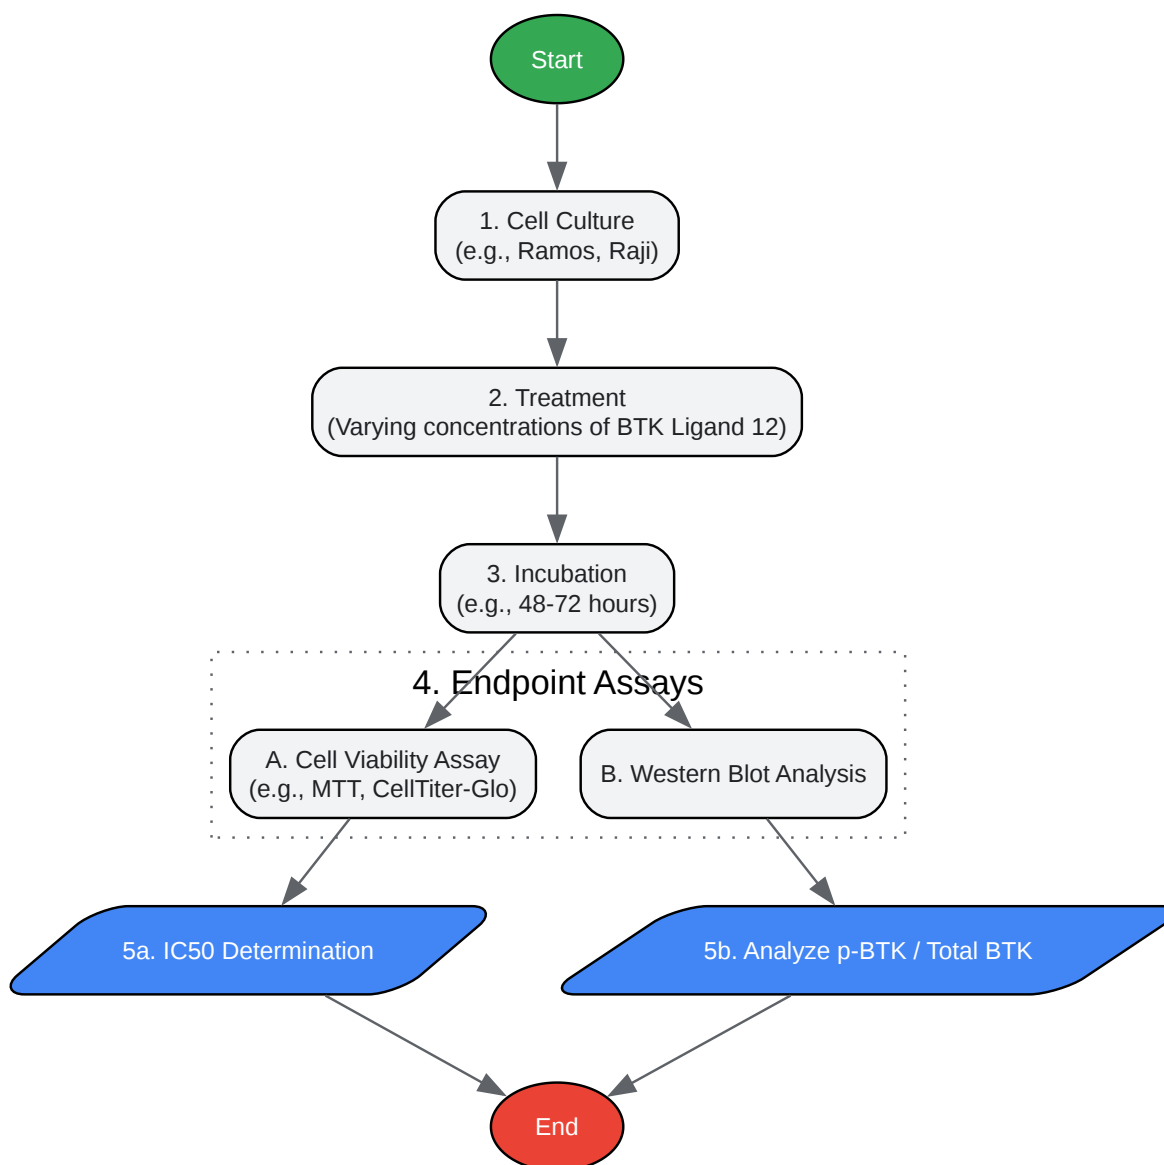 Start
1. Cell Culture
(e.g., Ramos, Raji)
2. Treatment
(Varying concentrations of BTK Ligand 12)
3. Incubation
(e.g., 48-72 hours)
4. Endpoint Assays
A. Cell Viability Assay
(e.g., MTT, CellTiter-Glo)
B. Western Blot Analysis
5a. IC50 Determination
5b. Analyze p-BTK / Total BTK
End